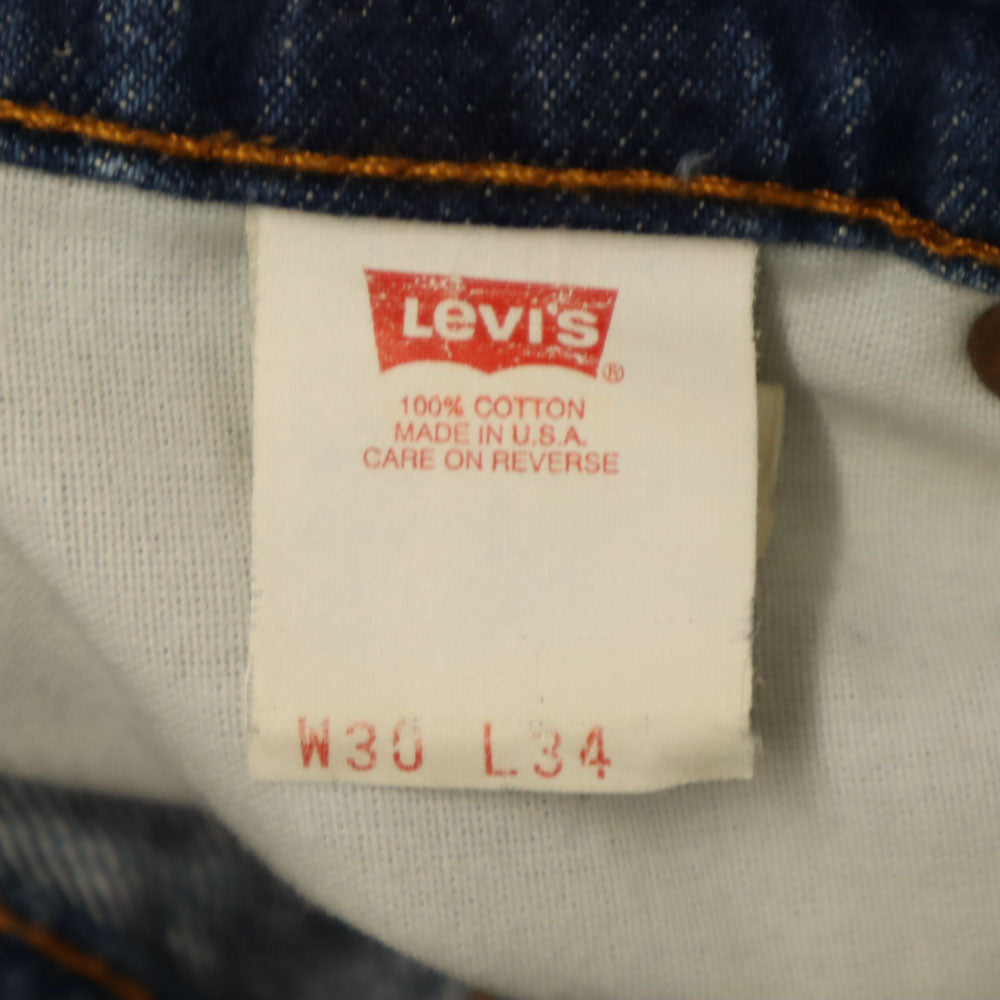 Levi's ®
100% COTTON
MADE IN U.S.A.
CARE ON REVERSE
W30 L34